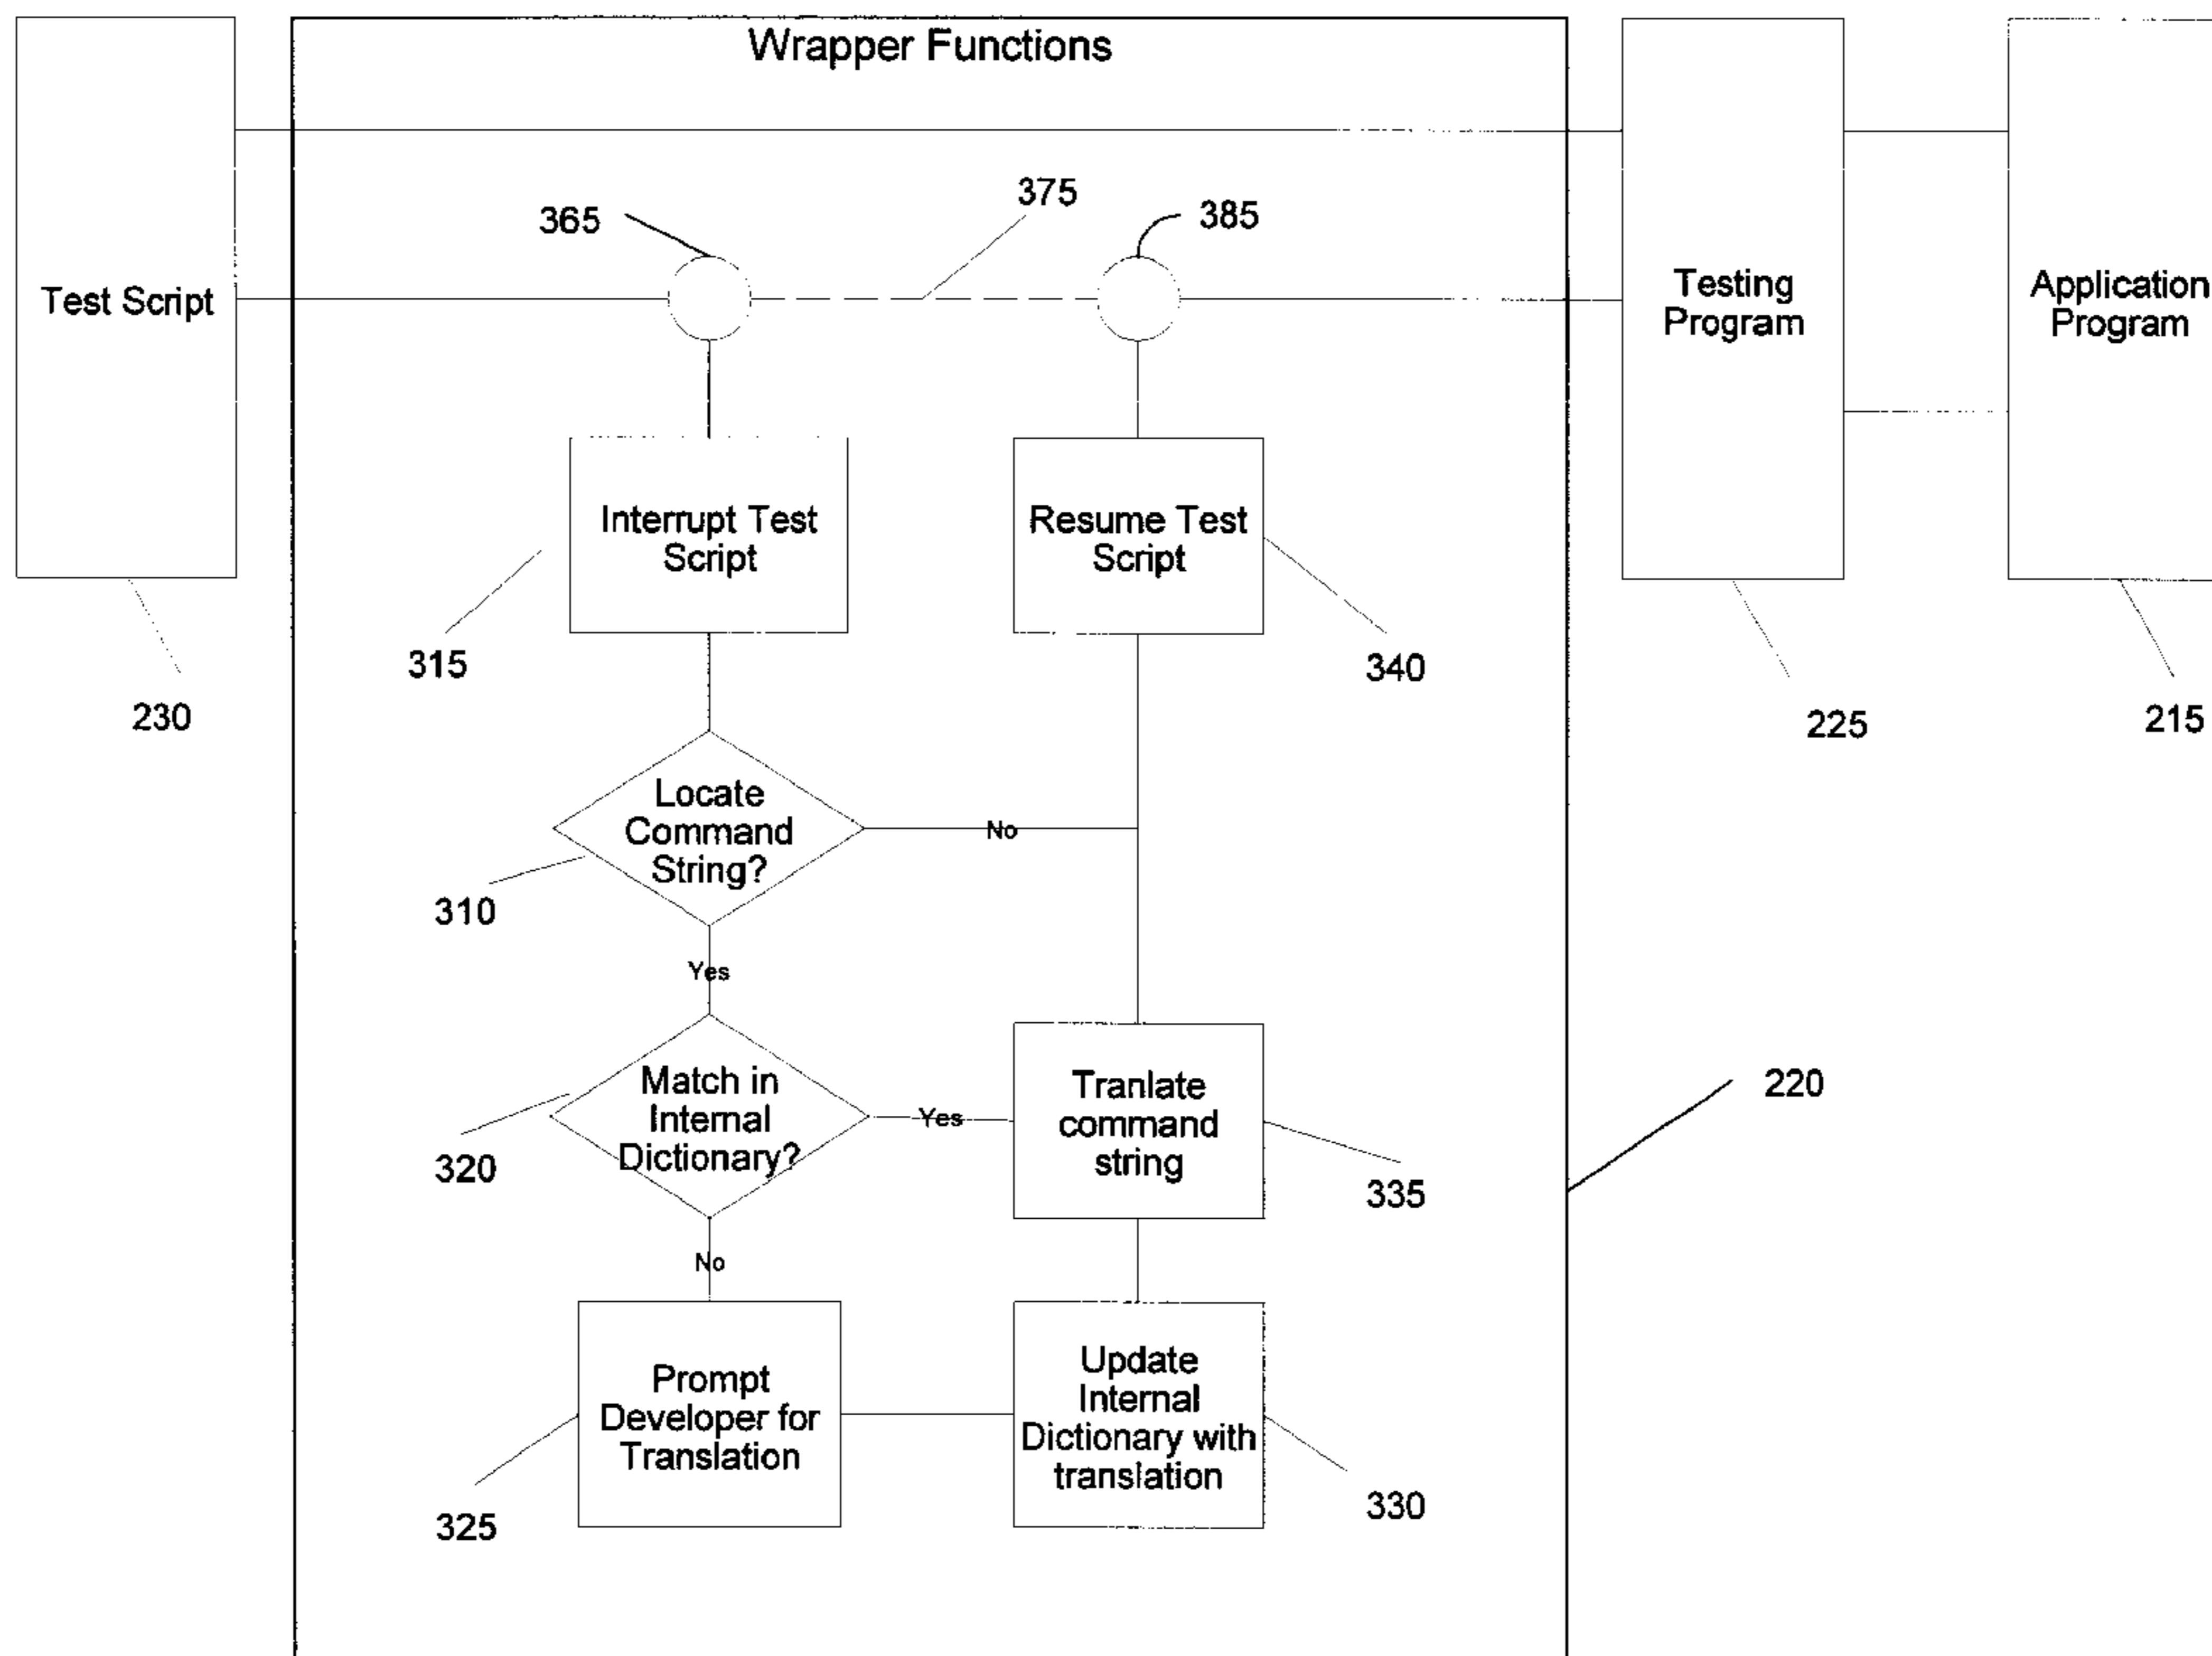 Wrapper Functions
365
375
385
Test Script
Testing
Program
Application
Program
Interrupt Test
Script
Resume Test
Script
315
340
230
225
215
Locate
Command
String?
No
310
Yes
Match in
Internal
Dictionary?
Yes
Tranlate
command
string
220
320
335
No
Prompt
Developer for
Translation
Update
Internal
Dictionary with
translation
325
330